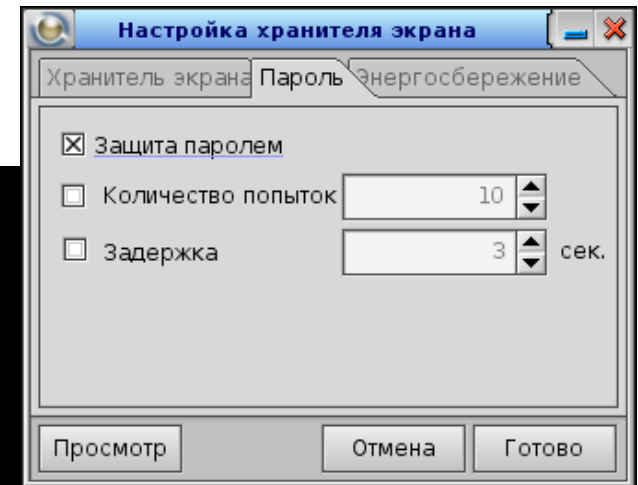 Настройка хранителя экрана
Хранитель экрана Пароль Энергосбережение
Защита паролем
Количество попыток 10
Задержка 3 сек.
Просмотр Отмена Готово